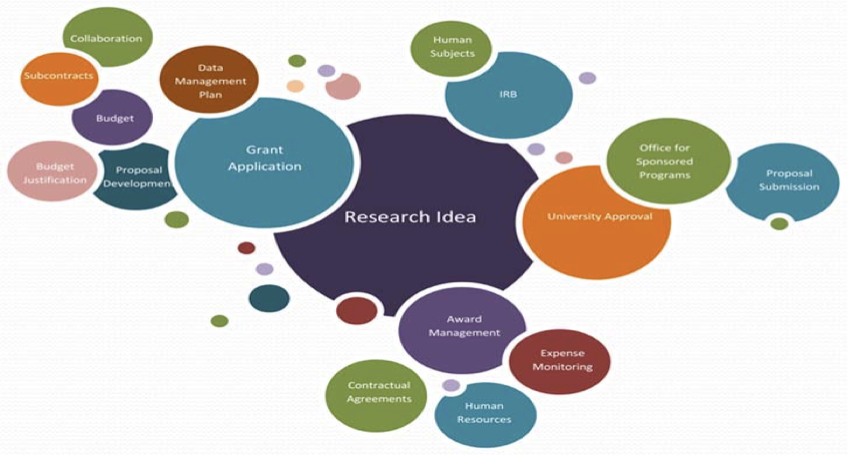 Collaboration
Subcontracts
Data
Management
Plan
Budget
Budget
Justification
Proposal
Development
Grant
Application
Human
Subjects
IRB
Research Idea
University Approval
Office for
Sponsored
Programs
Proposal
Submission
Award
Management
Expense
Monitoring
Contractual
Agreements
Human
Resources